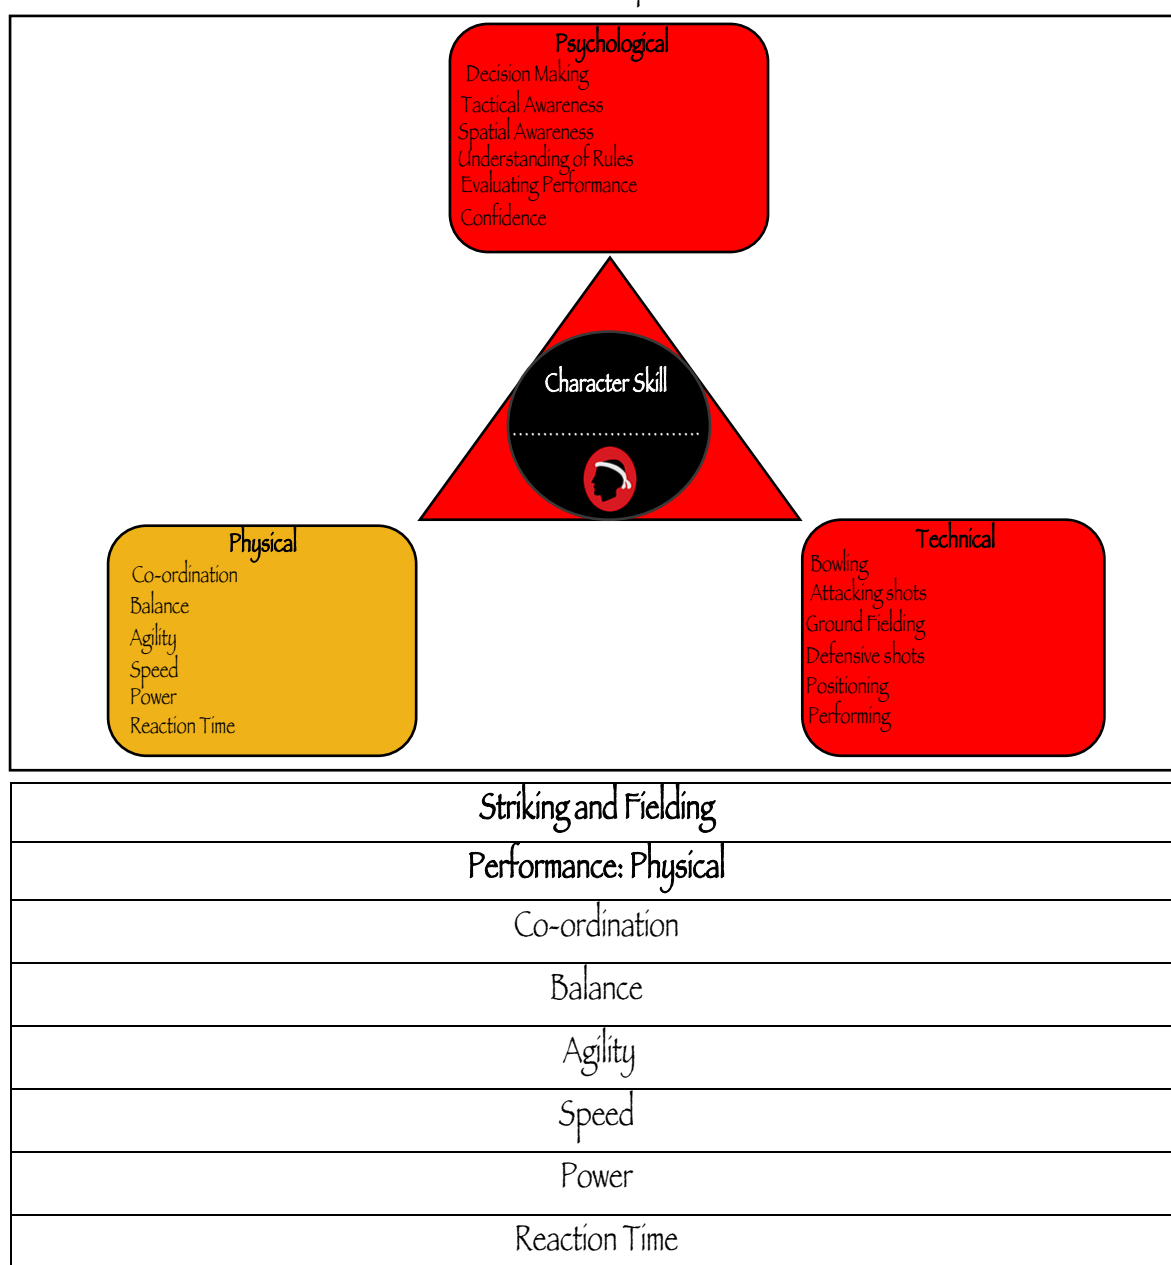 Psychological
Decision Making
Tactical Awareness
Spatial Awareness
Understanding of Rules
Evaluating Performance
Confidence
Character Skill
..........................................
Physical
Co-ordination
Balance
Agility
Speed
Power
Reaction Time
Technical
Bowling
Attacking shots
Ground Fielding
Defensive shots
Positioning
Performing
Striking and Fielding
Performance: Physical
Co-ordination
Balance
Agility
Speed
Power
Reaction Time